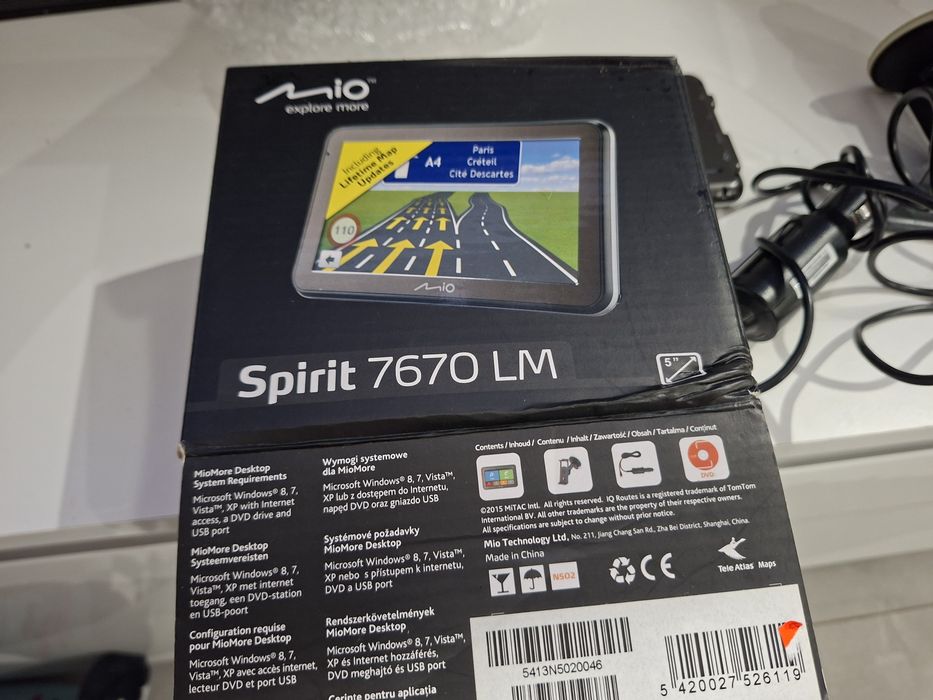 Mio™
explore more
Including
Lifetime Map
Updates
A4
Paris
Créteil
Cité Descartes
110
Mio
Spirit 7670 LM
5"
MioMore Desktop
System Requirements
Microsoft Windows® 8, 7,
Vista™, XP with Internet
access, a DVD drive and
USB port
MioMore Desktop
Systeemvereisten
Microsoft Windows® 8, 7,
Vista™, XP met internet
toegang, een DVD-station
en USB-poort
Configuration requise
pour MioMore Desktop
Microsoft Windows® 8, 7,
Vista™, XP avec accès internet,
lecteur DVD et port USB
Wymogi systemowe
dla MioMore
Microsoft Windows® 8, 7, Vista™,
XP lub z dostępem do Internetu,
napęd DVD oraz gniazdo USB
Systémové požadavky
MioMore Desktop
Microsoft Windows® 8, 7, Vista™,
XP nebo s přístupem k internetu,
DVD a USB port
Rendszerkövetelmények
MioMore Desktop
Microsoft Windows® 8, 7, Vista™,
XP és Internet hozzáférés,
DVD meghajtó és USB port
Cerințe pentru aplicația
Contents / Inhoud / Contenu / Inhalt / Zawartość / Obsah / Tartalma / Conținut
DVD
©2015 MiTAC Intl. All rights reserved. IQ Routes is a registered trademark of TomTom
International BV. All other trademarks are the property of their respective owners.
All specifications are subject to change without prior notice.
Mio Technology Ltd, No. 211, Jiang Chang San Rd., Zha Bei District, Shanghai, China.
Made in China
N502
CE
Tele Atlas Maps
5413N5020046
5 420027 526119